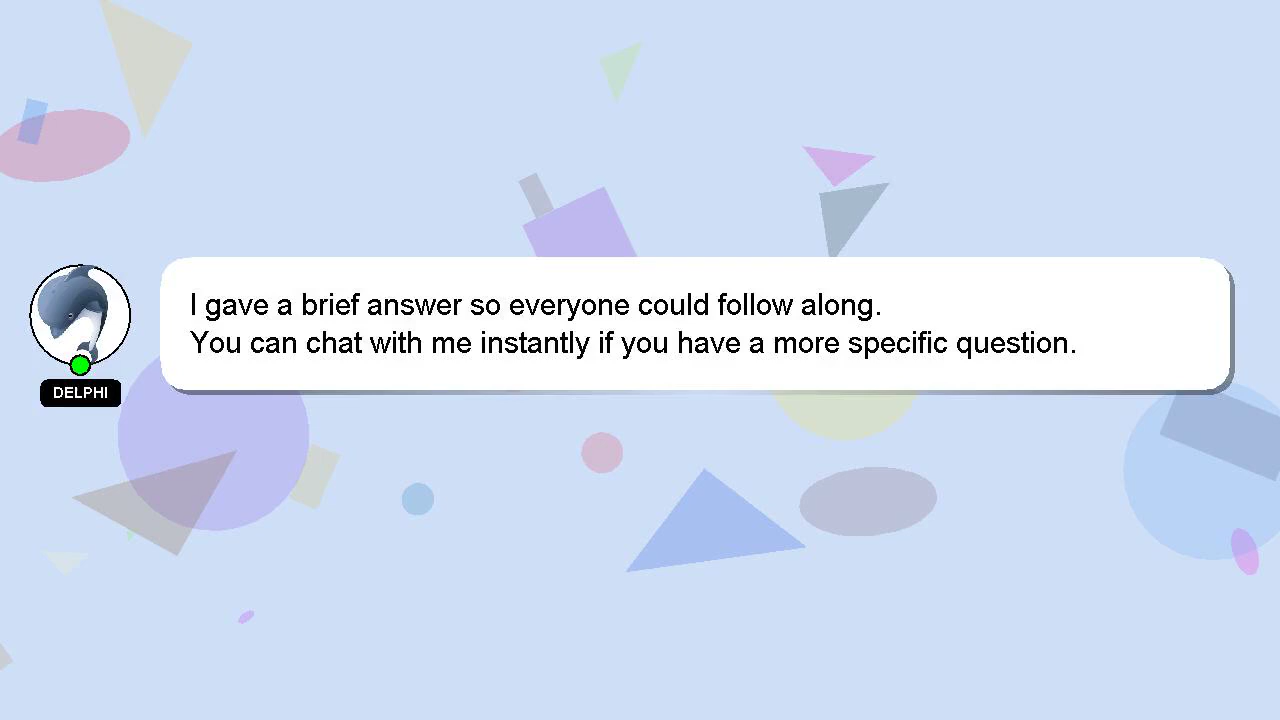 I gave a brief answer so everyone could follow along.
You can chat with me instantly if you have a more specific question.
DELPHI